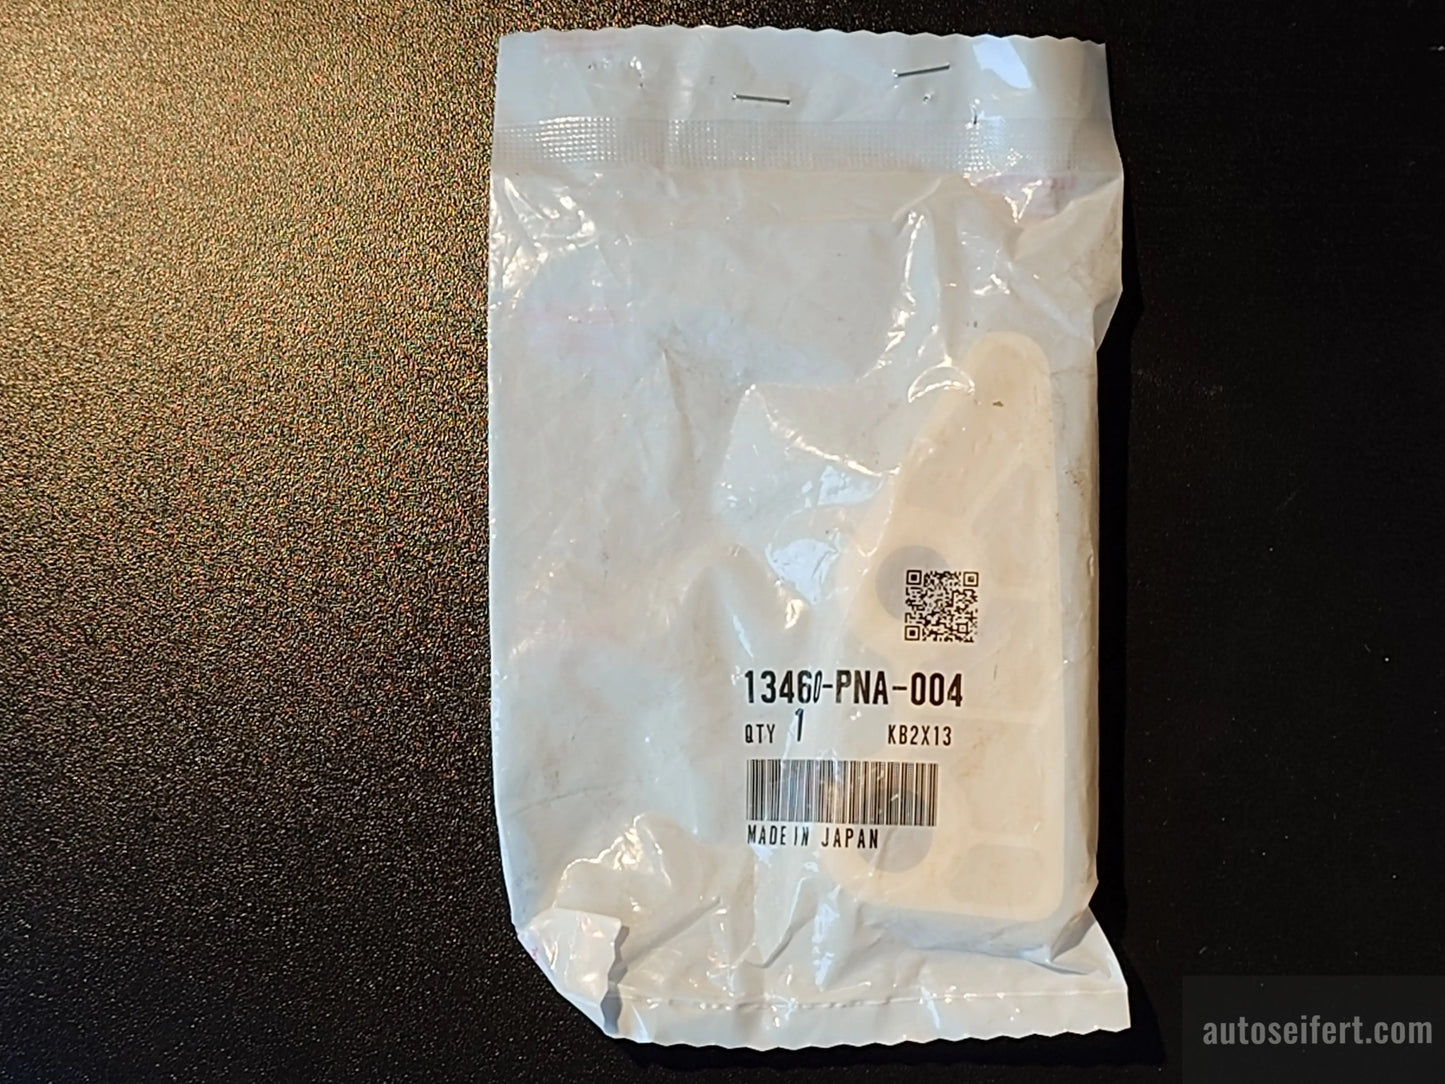 13460-PNA-004
QTY 1 KB2X13
MADE IN JAPAN
autoseifert.com